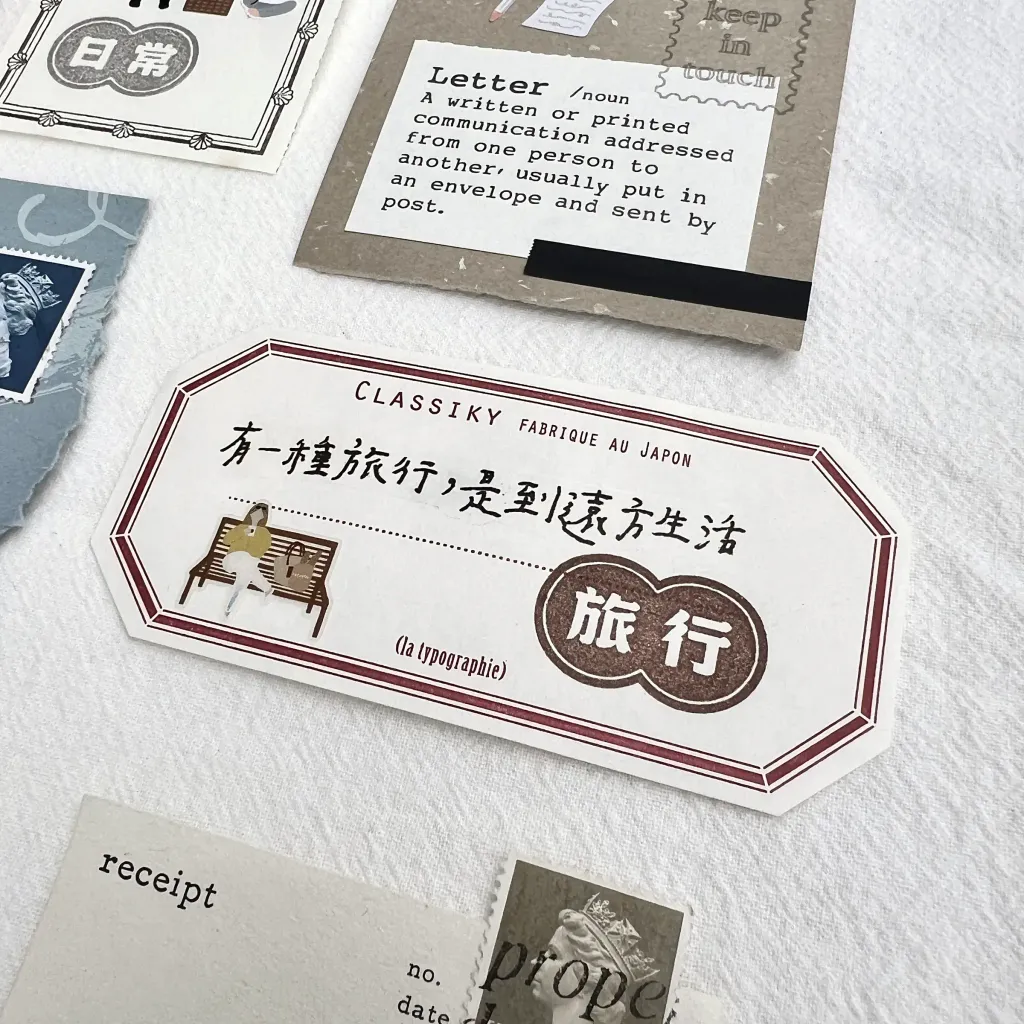 日常
keep
in
touch
Letter /noun
A written or printed
communication addressed
from one person to
another, usually put in
an envelope and sent by
post.
CLASSIKY FABRIQUE AU JAPON
有一種旅行，是到遠方生活
旅行
(la typographie)
receipt
no.
date
prope